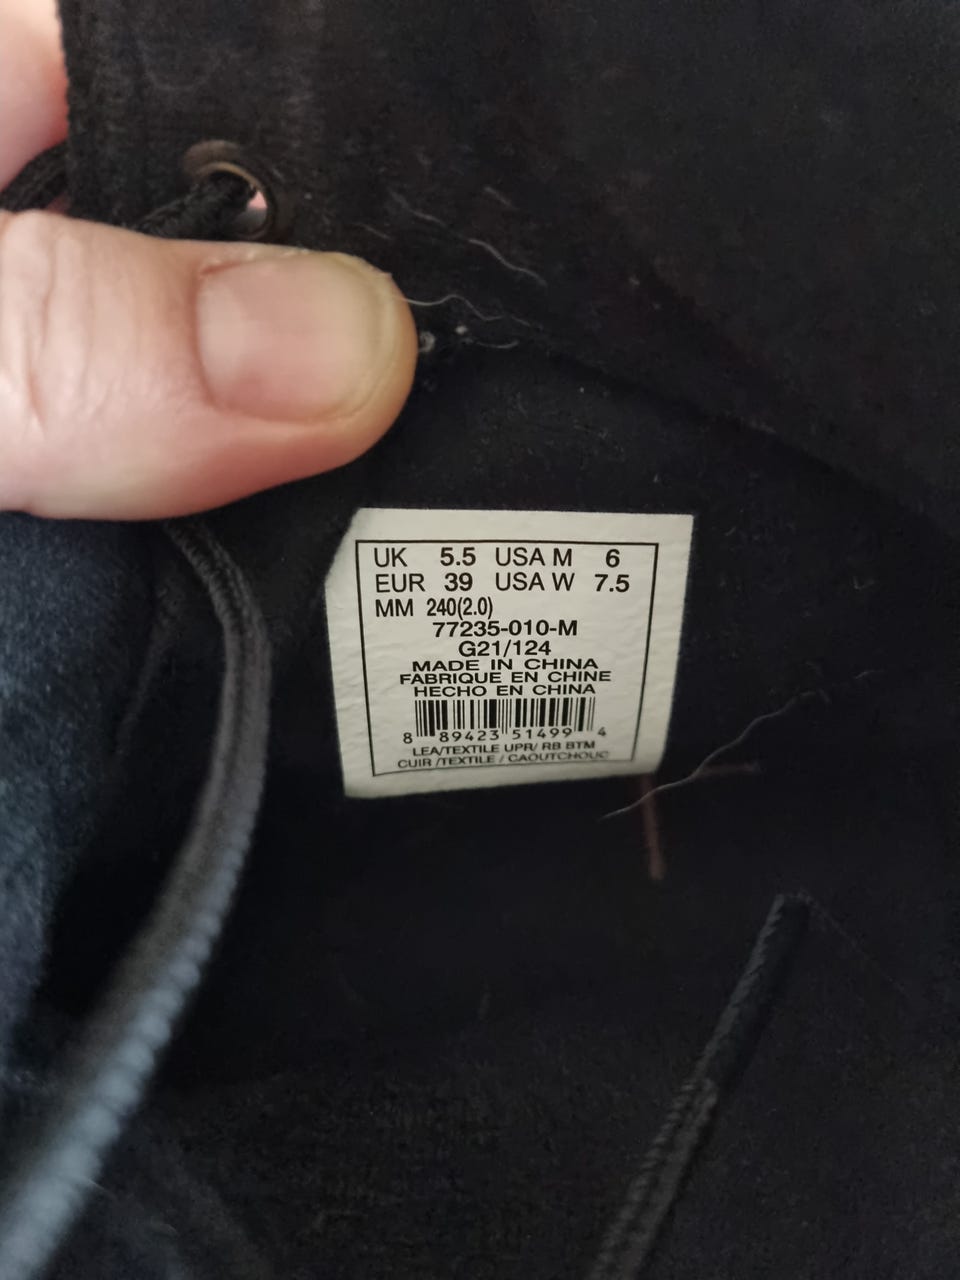 UK 5.5 USA M 6
EUR 39 USA W 7.5
MM 240(2.0)
77235-010-M
G21/124
MADE IN CHINA
FABRIQUE EN CHINE
HECHO EN CHINA
8 89423 51499 4
LEA/TEXTILE UPR/ RB BTM
CUIR /TEXTILE / CAOUTCHOUC